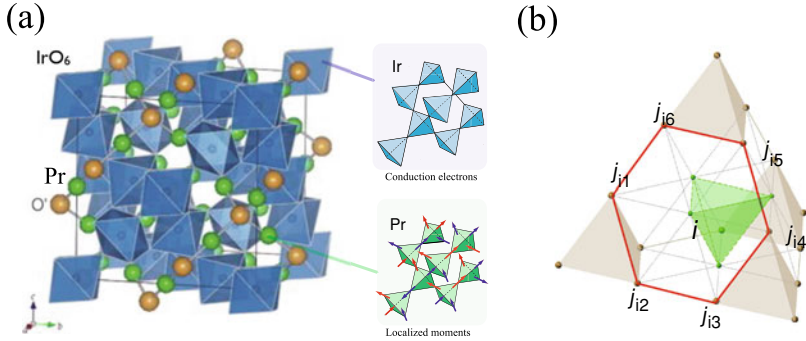 (a)
IrO₆
Pr
O'
c
b
Ir
Conduction electrons
Pr
Localized moments
(b)
j_i6
j_i5
j_i1
i
j_i4
j_i2
j_i3